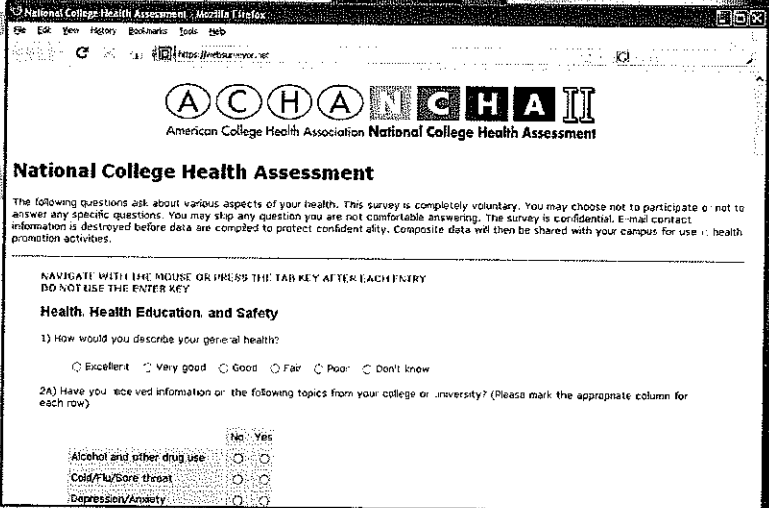 National College Health Assessment - Mozilla Firefox
File Edit View History Bookmarks Tools Help
https://websurveyor.net
A C H A N C H A II
American College Health Association National College Health Assessment
National College Health Assessment
The following questions ask about various aspects of your health. This survey is completely voluntary. You may choose not to participate or not to
answer any specific questions. You may skip any question you are not comfortable answering. The survey is confidential. E-mail contact
information is destroyed before data are compiled to protect confidentiality. Composite data will then be shared with your campus for use in health
promotion activities.
NAVIGATE WITH THE MOUSE OR PRESS THE TAB KEY AFTER EACH ENTRY
DO NOT USE THE ENTER KEY
Health, Health Education, and Safety
1) How would you describe your general health?
Excellent Very good Good Fair Poor Don't know
2A) Have you received information on the following topics from your college or university? (Please mark the appropriate column for
each row)
No Yes
Alcohol and other drug use
Cold/Flu/Sore throat
Depression/Anxiety